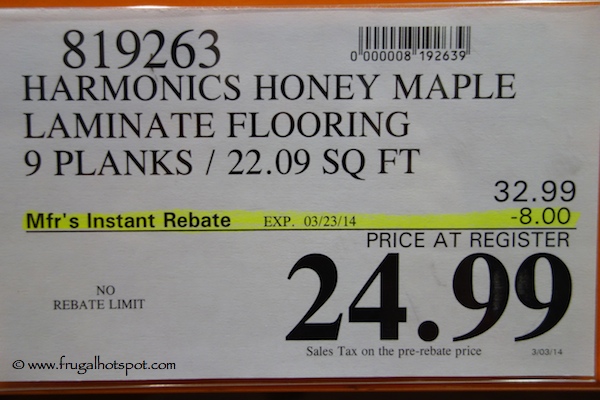 819263
0 000008 192639
HARMONICS HONEY MAPLE
LAMINATE FLOORING
9 PLANKS / 22.09 SQ FT
32.99
Mfr's Instant Rebate EXP. 03/23/14 -8.00
PRICE AT REGISTER
24.99
NO
REBATE LIMIT
Sales Tax on the pre-rebate price
3/03/14
© www.frugalhotspot.com